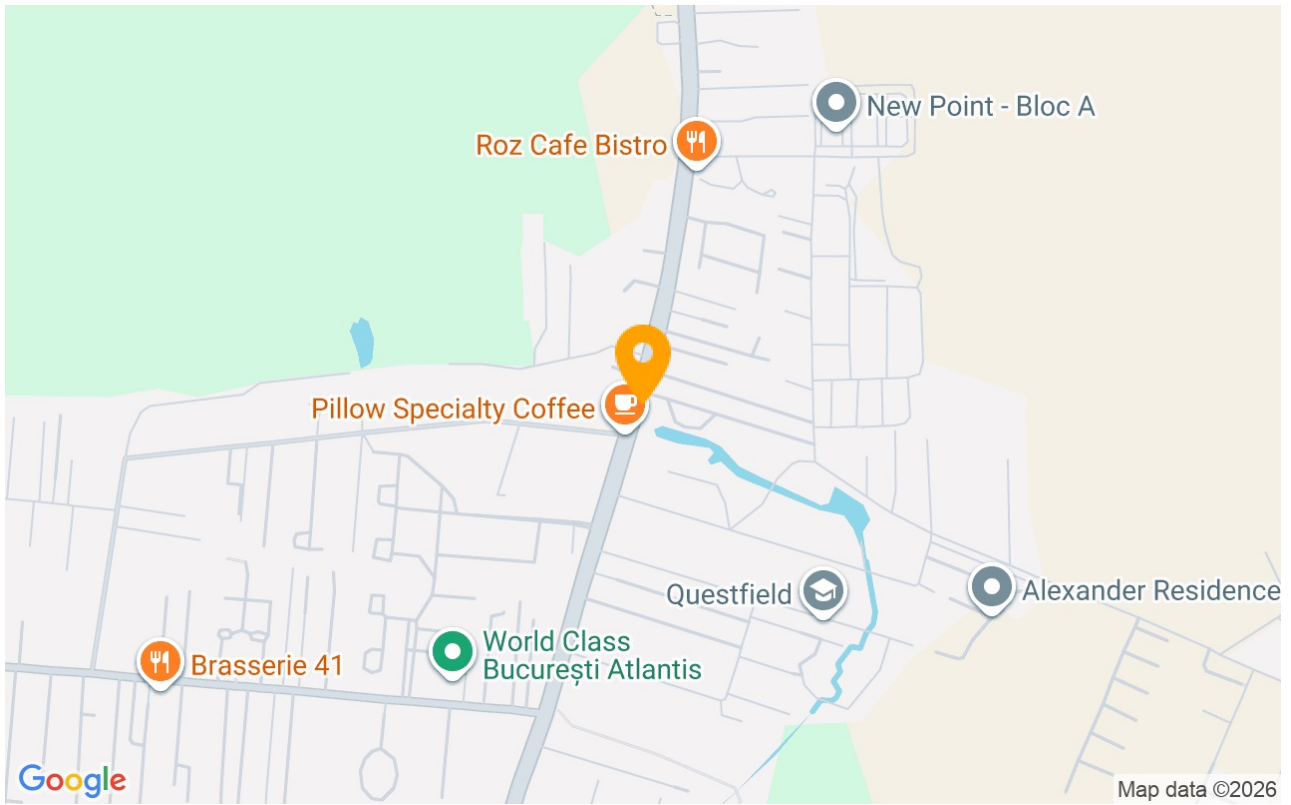 New Point - Bloc A
Roz Cafe Bistro
Pillow Specialty Coffee
Questfield
Alexander Residence
World Class
București Atlantis
Brasserie 41
Google
Map data ©2026